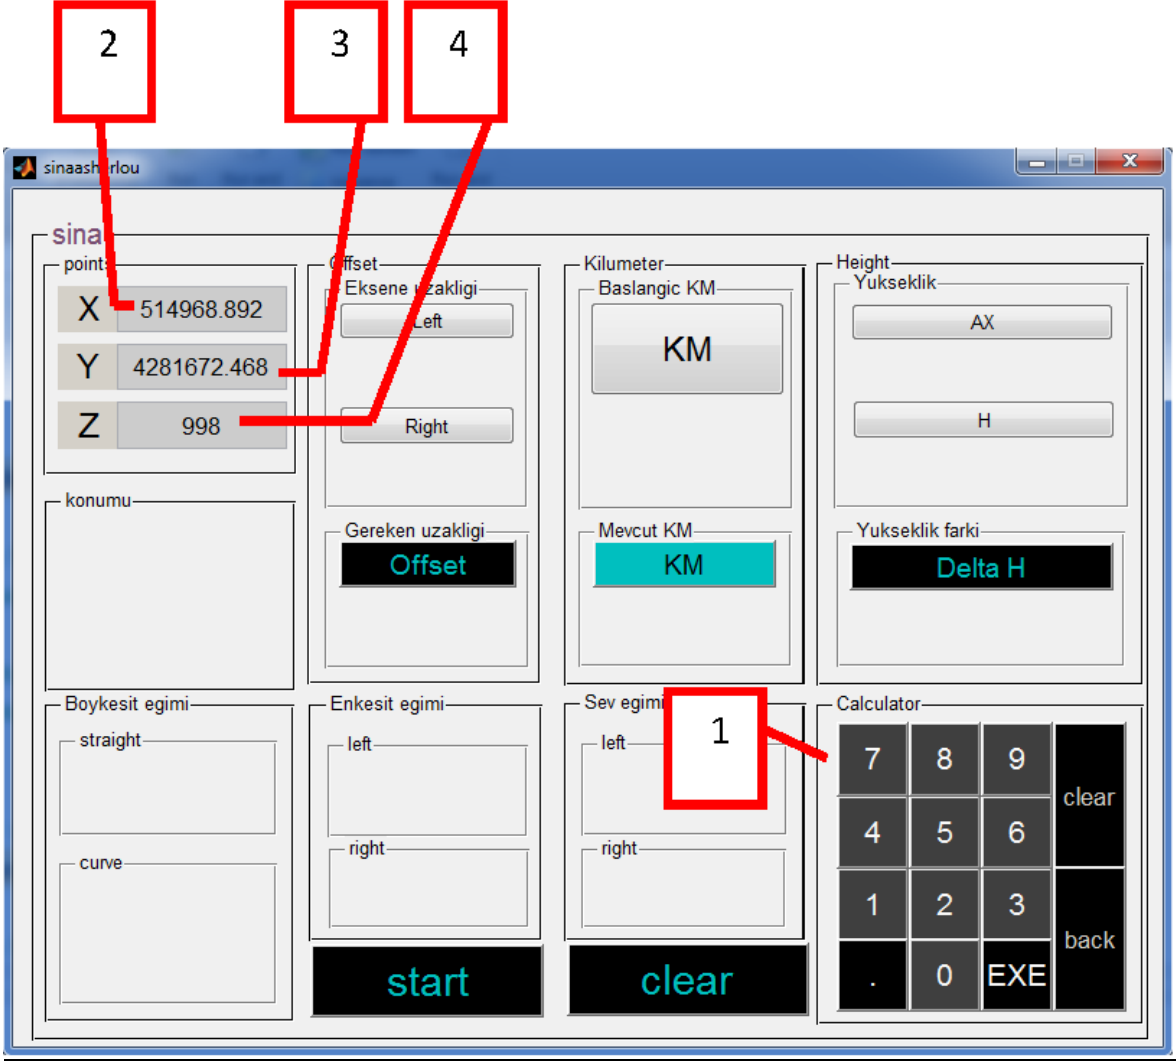 2
3
4
sinaasherlou
sina
points
X 514968.892
Y 4281672.468
Z 998
konumu
Offset
Eksene uzakligi
Left
Right
Gereken uzakligi
Offset
Kilumeter
Baslangic KM
KM
Mevcut KM
KM
Height
Yukseklik
AX
H
Yukseklik farki
Delta H
Boykesit egimi
straight
curve
Enkesit egimi
left
right
Sev egimi
left
right
1
Calculator
7 8 9
clear
4 5 6
1 2 3
back
. 0 EXE
start
clear